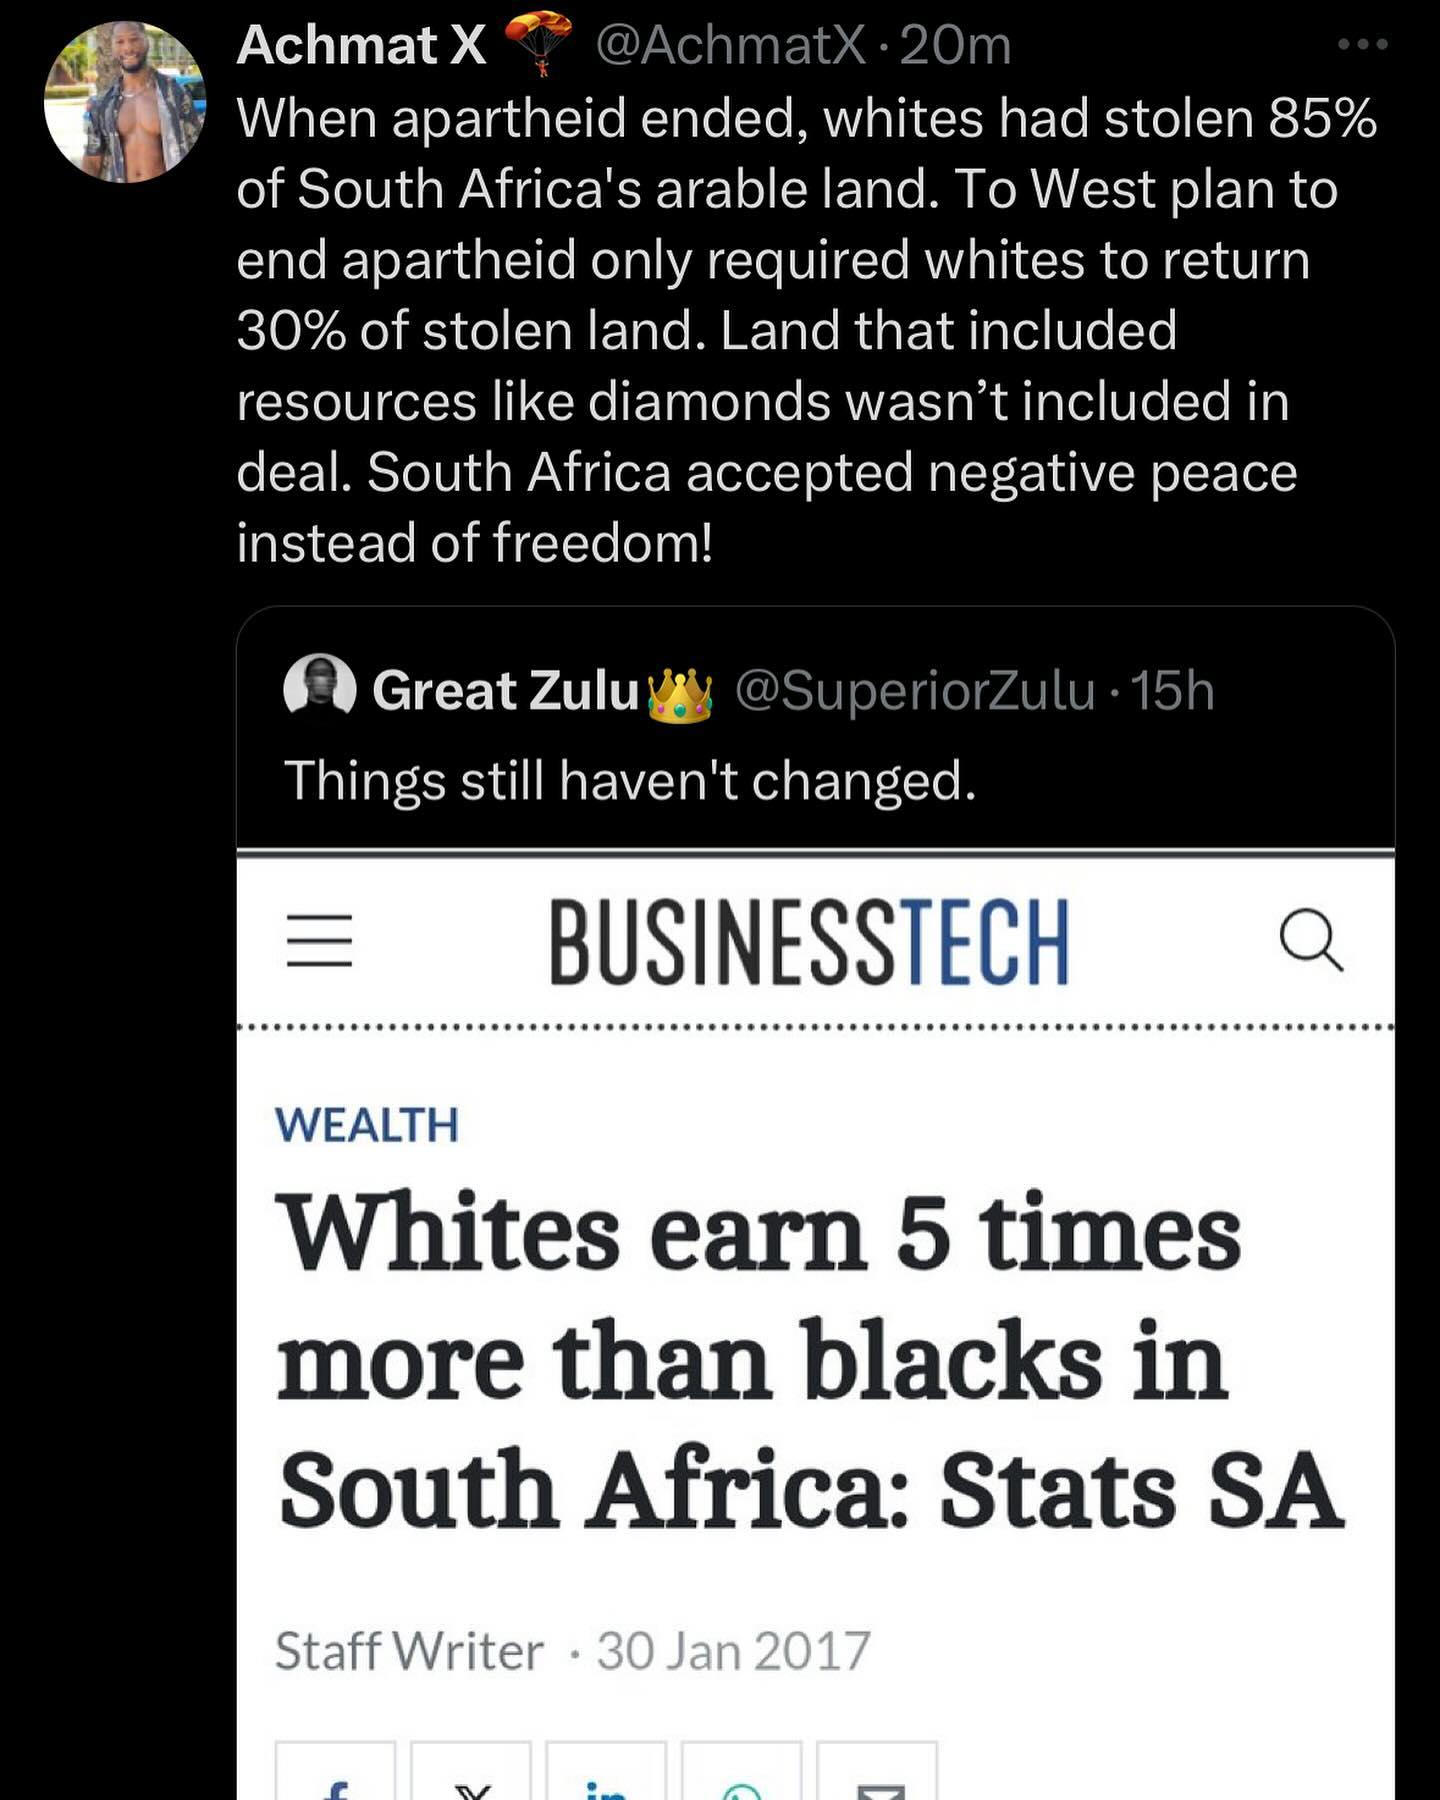 Achmat X 🪂 @AchmatX · 20m
When apartheid ended, whites had stolen 85%
of South Africa's arable land. To West plan to
end apartheid only required whites to return
30% of stolen land. Land that included
resources like diamonds wasn’t included in
deal. South Africa accepted negative peace
instead of freedom!
Great Zulu👑 @SuperiorZulu · 15h
Things still haven't changed.
BUSINESSTECH
WEALTH
Whites earn 5 times
more than blacks in
South Africa: Stats SA
Staff Writer · 30 Jan 2017